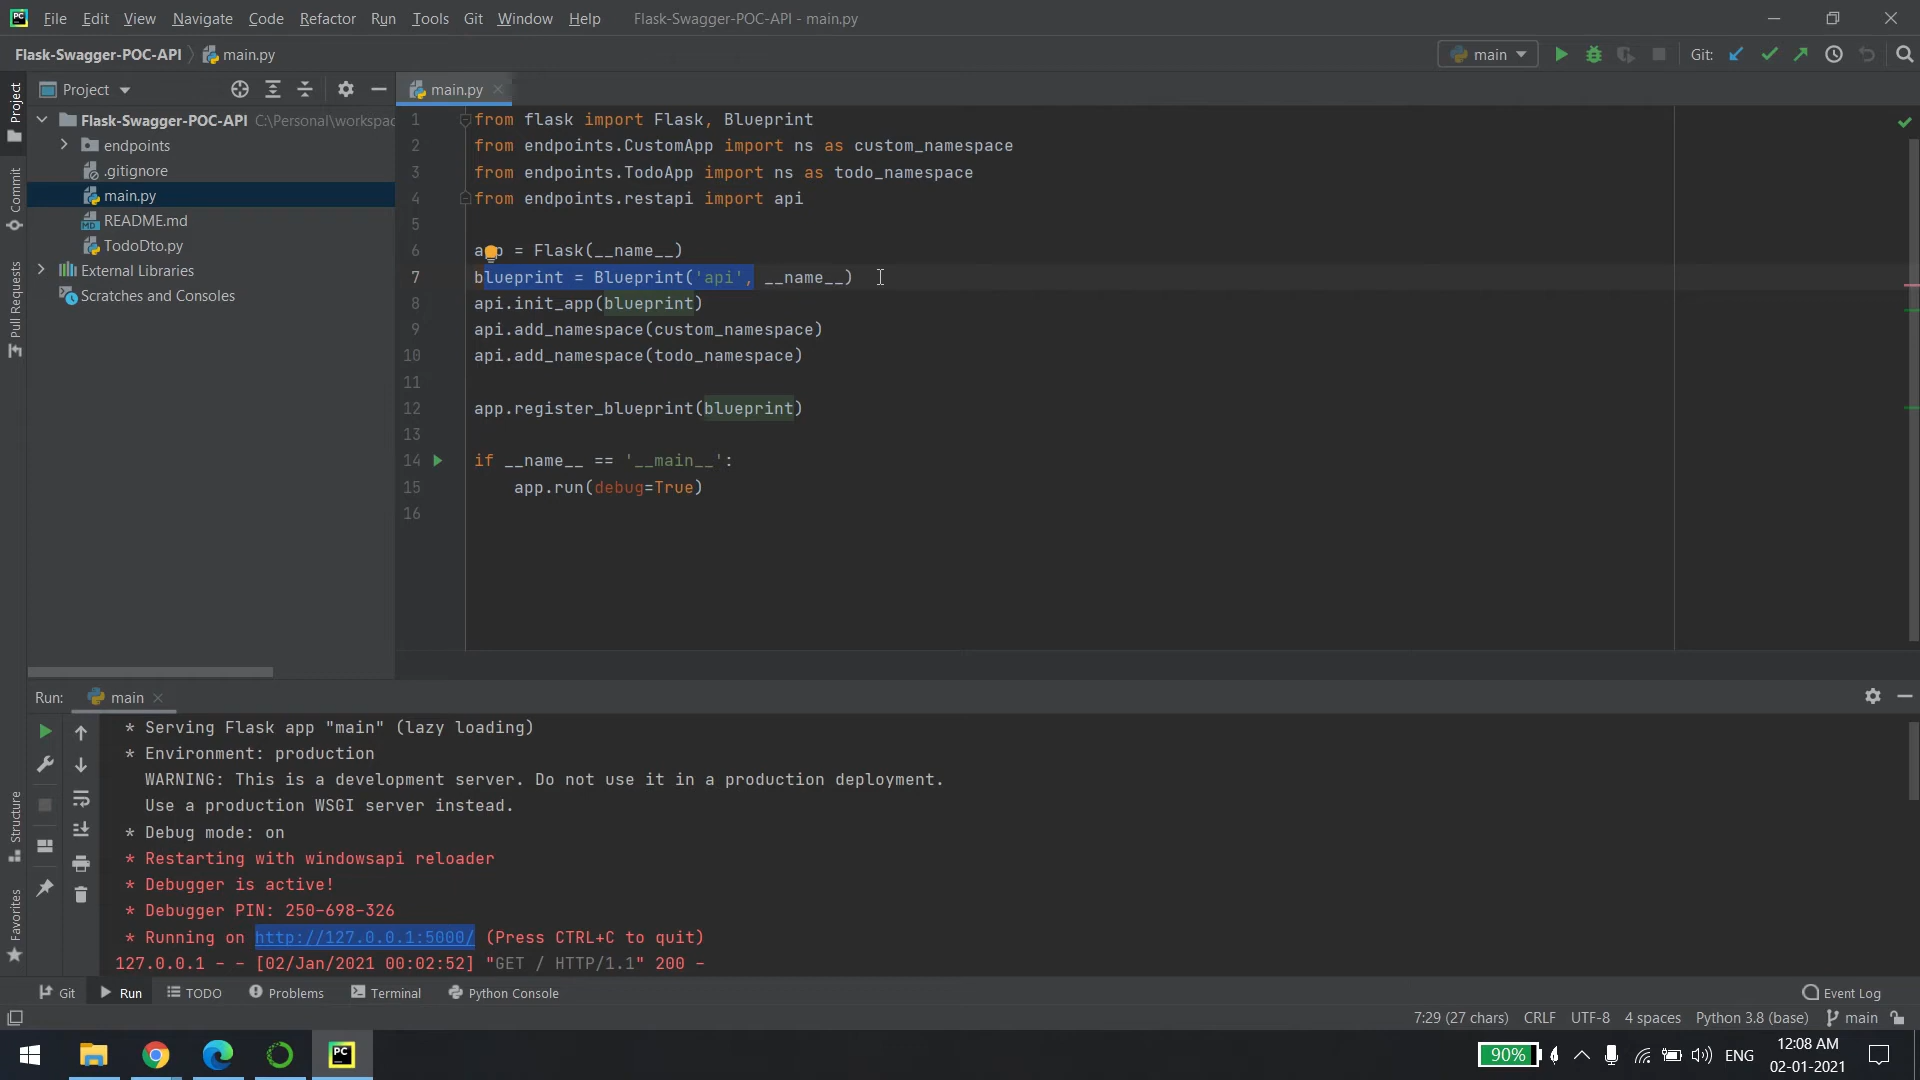 PC File Edit View Navigate Code Refactor Run Tools Git Window Help Flask-Swagger-POC-API - main.py
Flask-Swagger-POC-API main.py main Git:
Project main.py
Project
Commit
Pull Requests
Flask-Swagger-POC-API C:\Personal\workspac
endpoints
.gitignore
main.py
README.md
TodoDto.py
External Libraries
Scratches and Consoles
1 from flask import Flask, Blueprint
2 from endpoints.CustomApp import ns as custom_namespace
3 from endpoints.TodoApp import ns as todo_namespace
4 from endpoints.restapi import api
5
6 app = Flask(__name__)
7 blueprint = Blueprint('api', __name__)
8 api.init_app(blueprint)
9 api.add_namespace(custom_namespace)
10 api.add_namespace(todo_namespace)
11
12 app.register_blueprint(blueprint)
13
14 if __name__ == '__main__':
15 app.run(debug=True)
16
Run: main
* Serving Flask app "main" (lazy loading)
* Environment: production
WARNING: This is a development server. Do not use it in a production deployment.
Use a production WSGI server instead.
* Debug mode: on
* Restarting with windowsapi reloader
* Debugger is active!
* Debugger PIN: 250-698-326
* Running on http://127.0.0.1:5000/ (Press CTRL+C to quit)
127.0.0.1 - - [02/Jan/2021 00:02:52] "GET / HTTP/1.1" 200 -
Structure
Favorites
Git Run TODO Problems Terminal Python Console Event Log
7:29 (27 chars) CRLF UTF-8 4 spaces Python 3.8 (base) main
PC 90% ENG 12:08 AM
02-01-2021